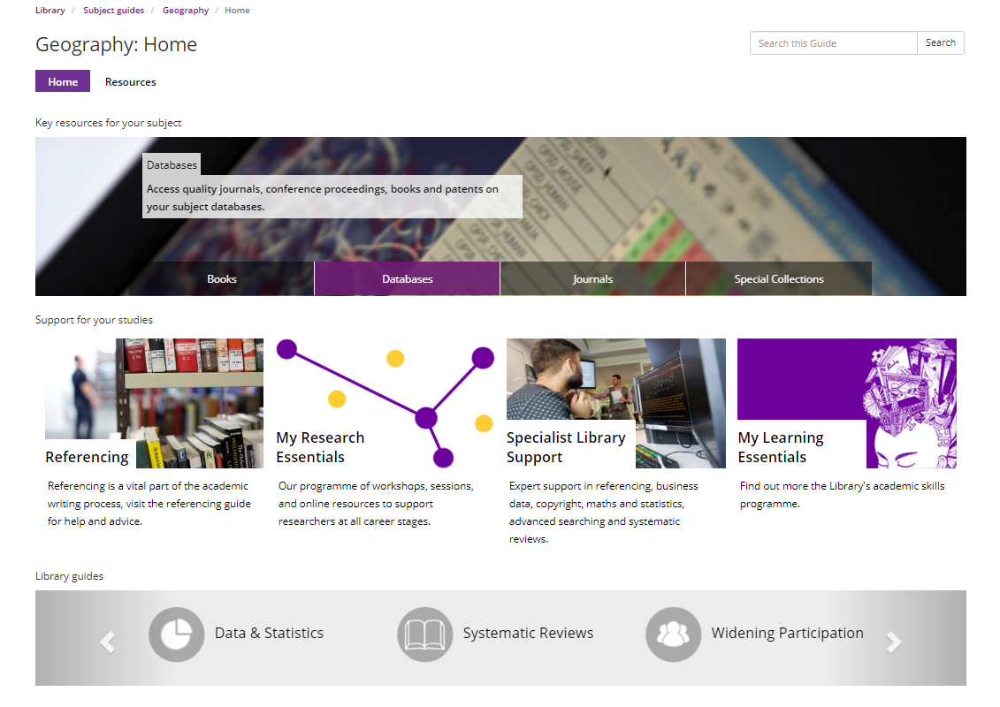 Library / Subject guides / Geography / Home
Geography: Home
Search this Guide
Search
Home
Resources
Key resources for your subject
Databases
Access quality journals, conference proceedings, books and patents on
your subject databases.
Books
Databases
Journals
Special Collections
Support for your studies
Referencing
Referencing is a vital part of the academic
writing process, visit the referencing guide
for help and advice.
My Research
Essentials
Our programme of workshops, sessions,
and online resources to support
researchers at all career stages.
Specialist Library
Support
Expert support in referencing, business
data, copyright, maths and statistics,
advanced searching and systematic
reviews.
My Learning
Essentials
Find out more the Library's academic skills
programme.
Library guides
Data & Statistics
Systematic Reviews
Widening Participation